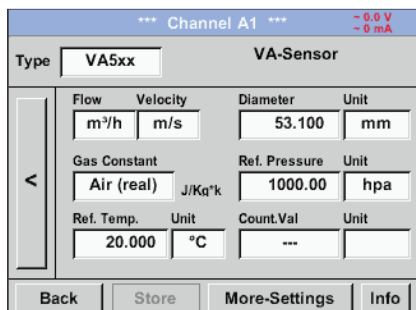 *** Channel A1 ***
~ 0.0 V
~ 0 mA
Type VA5xx VA-Sensor
Flow Velocity Diameter Unit
m³/h m/s 53.100 mm
Gas Constant Ref. Pressure Unit
< Air (real) J/Kg*k 1000.00 hpa
Ref. Temp. Unit Count.Val Unit
20.000 °C ---
Back Store More-Settings Info